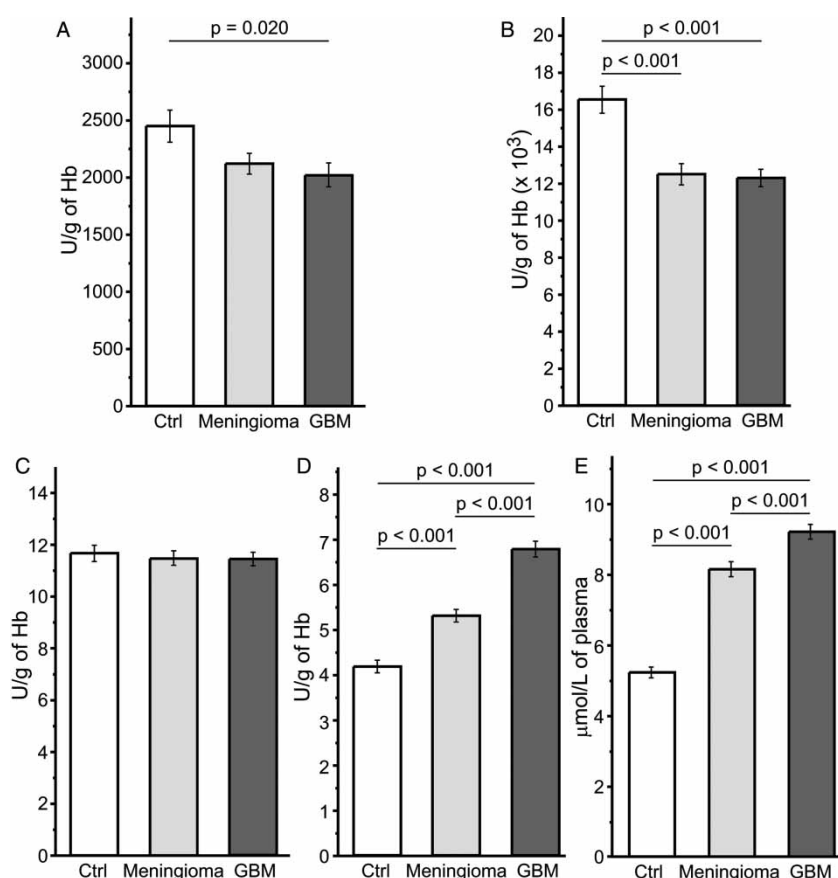 A
p = 0.020
3000
2500
2000
1500
1000
500
0
U/g of Hb
Ctrl Meningioma GBM
B
p < 0.001
p < 0.001
20
18
16
14
12
10
8
6
4
2
0
U/g of Hb (x 10³)
Ctrl Meningioma GBM
C
14
12
10
8
6
4
2
0
U/g of Hb
Ctrl Meningioma GBM
D
p < 0.001
p < 0.001
p < 0.001
8
7
6
5
4
3
2
1
0
U/g of Hb
Ctrl Meningioma GBM
E
p < 0.001
p < 0.001
p < 0.001
10
8
6
4
2
0
μmol/L of plasma
Ctrl Meningioma GBM